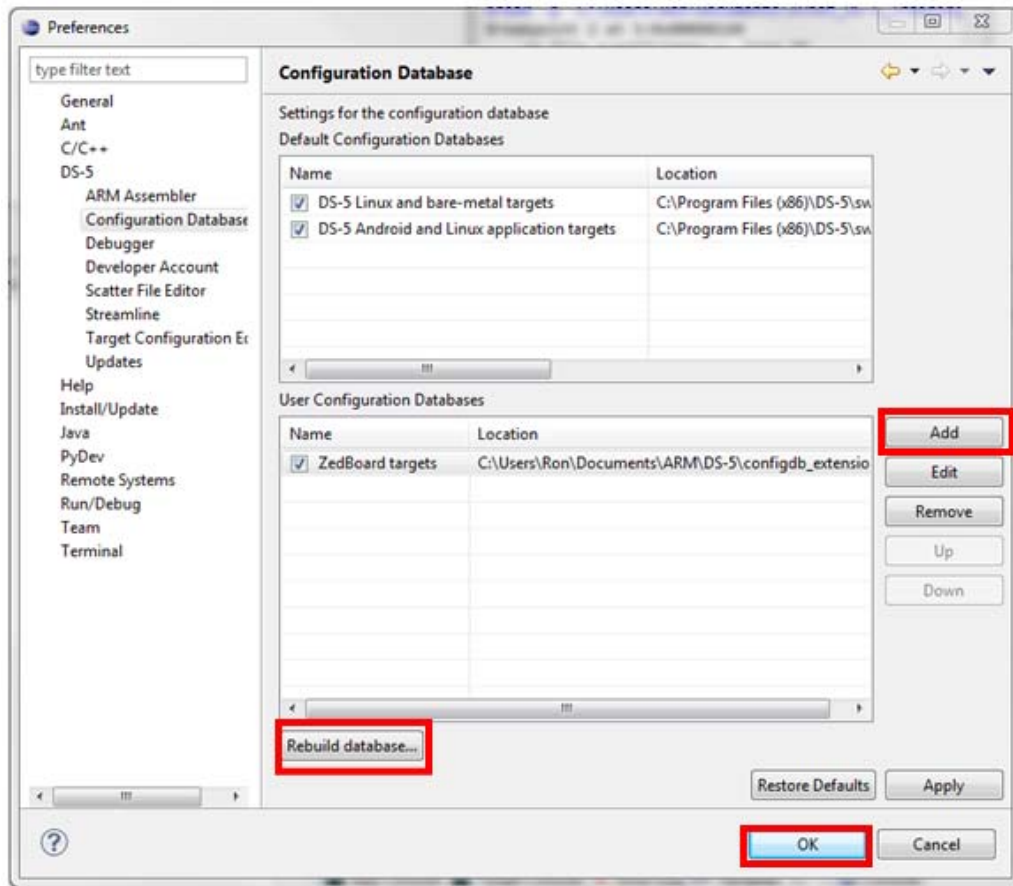 Preferences
type filter text
General
Ant
C/C++
DS-5
ARM Assembler
Configuration Database
Debugger
Developer Account
Scatter File Editor
Streamline
Target Configuration Ec
Updates
Help
Install/Update
Java
PyDev
Remote Systems
Run/Debug
Team
Terminal
Configuration Database
Settings for the configuration database
Default Configuration Databases
Name Location
DS-5 Linux and bare-metal targets C:\Program Files (x86)\DS-5\sw
DS-5 Android and Linux application targets C:\Program Files (x86)\DS-5\sw
User Configuration Databases
Name Location
ZedBoard targets C:\Users\Ron\Documents\ARM\DS-5\configdb_extensio
Add
Edit
Remove
Up
Down
Rebuild database...
Restore Defaults Apply
? OK Cancel